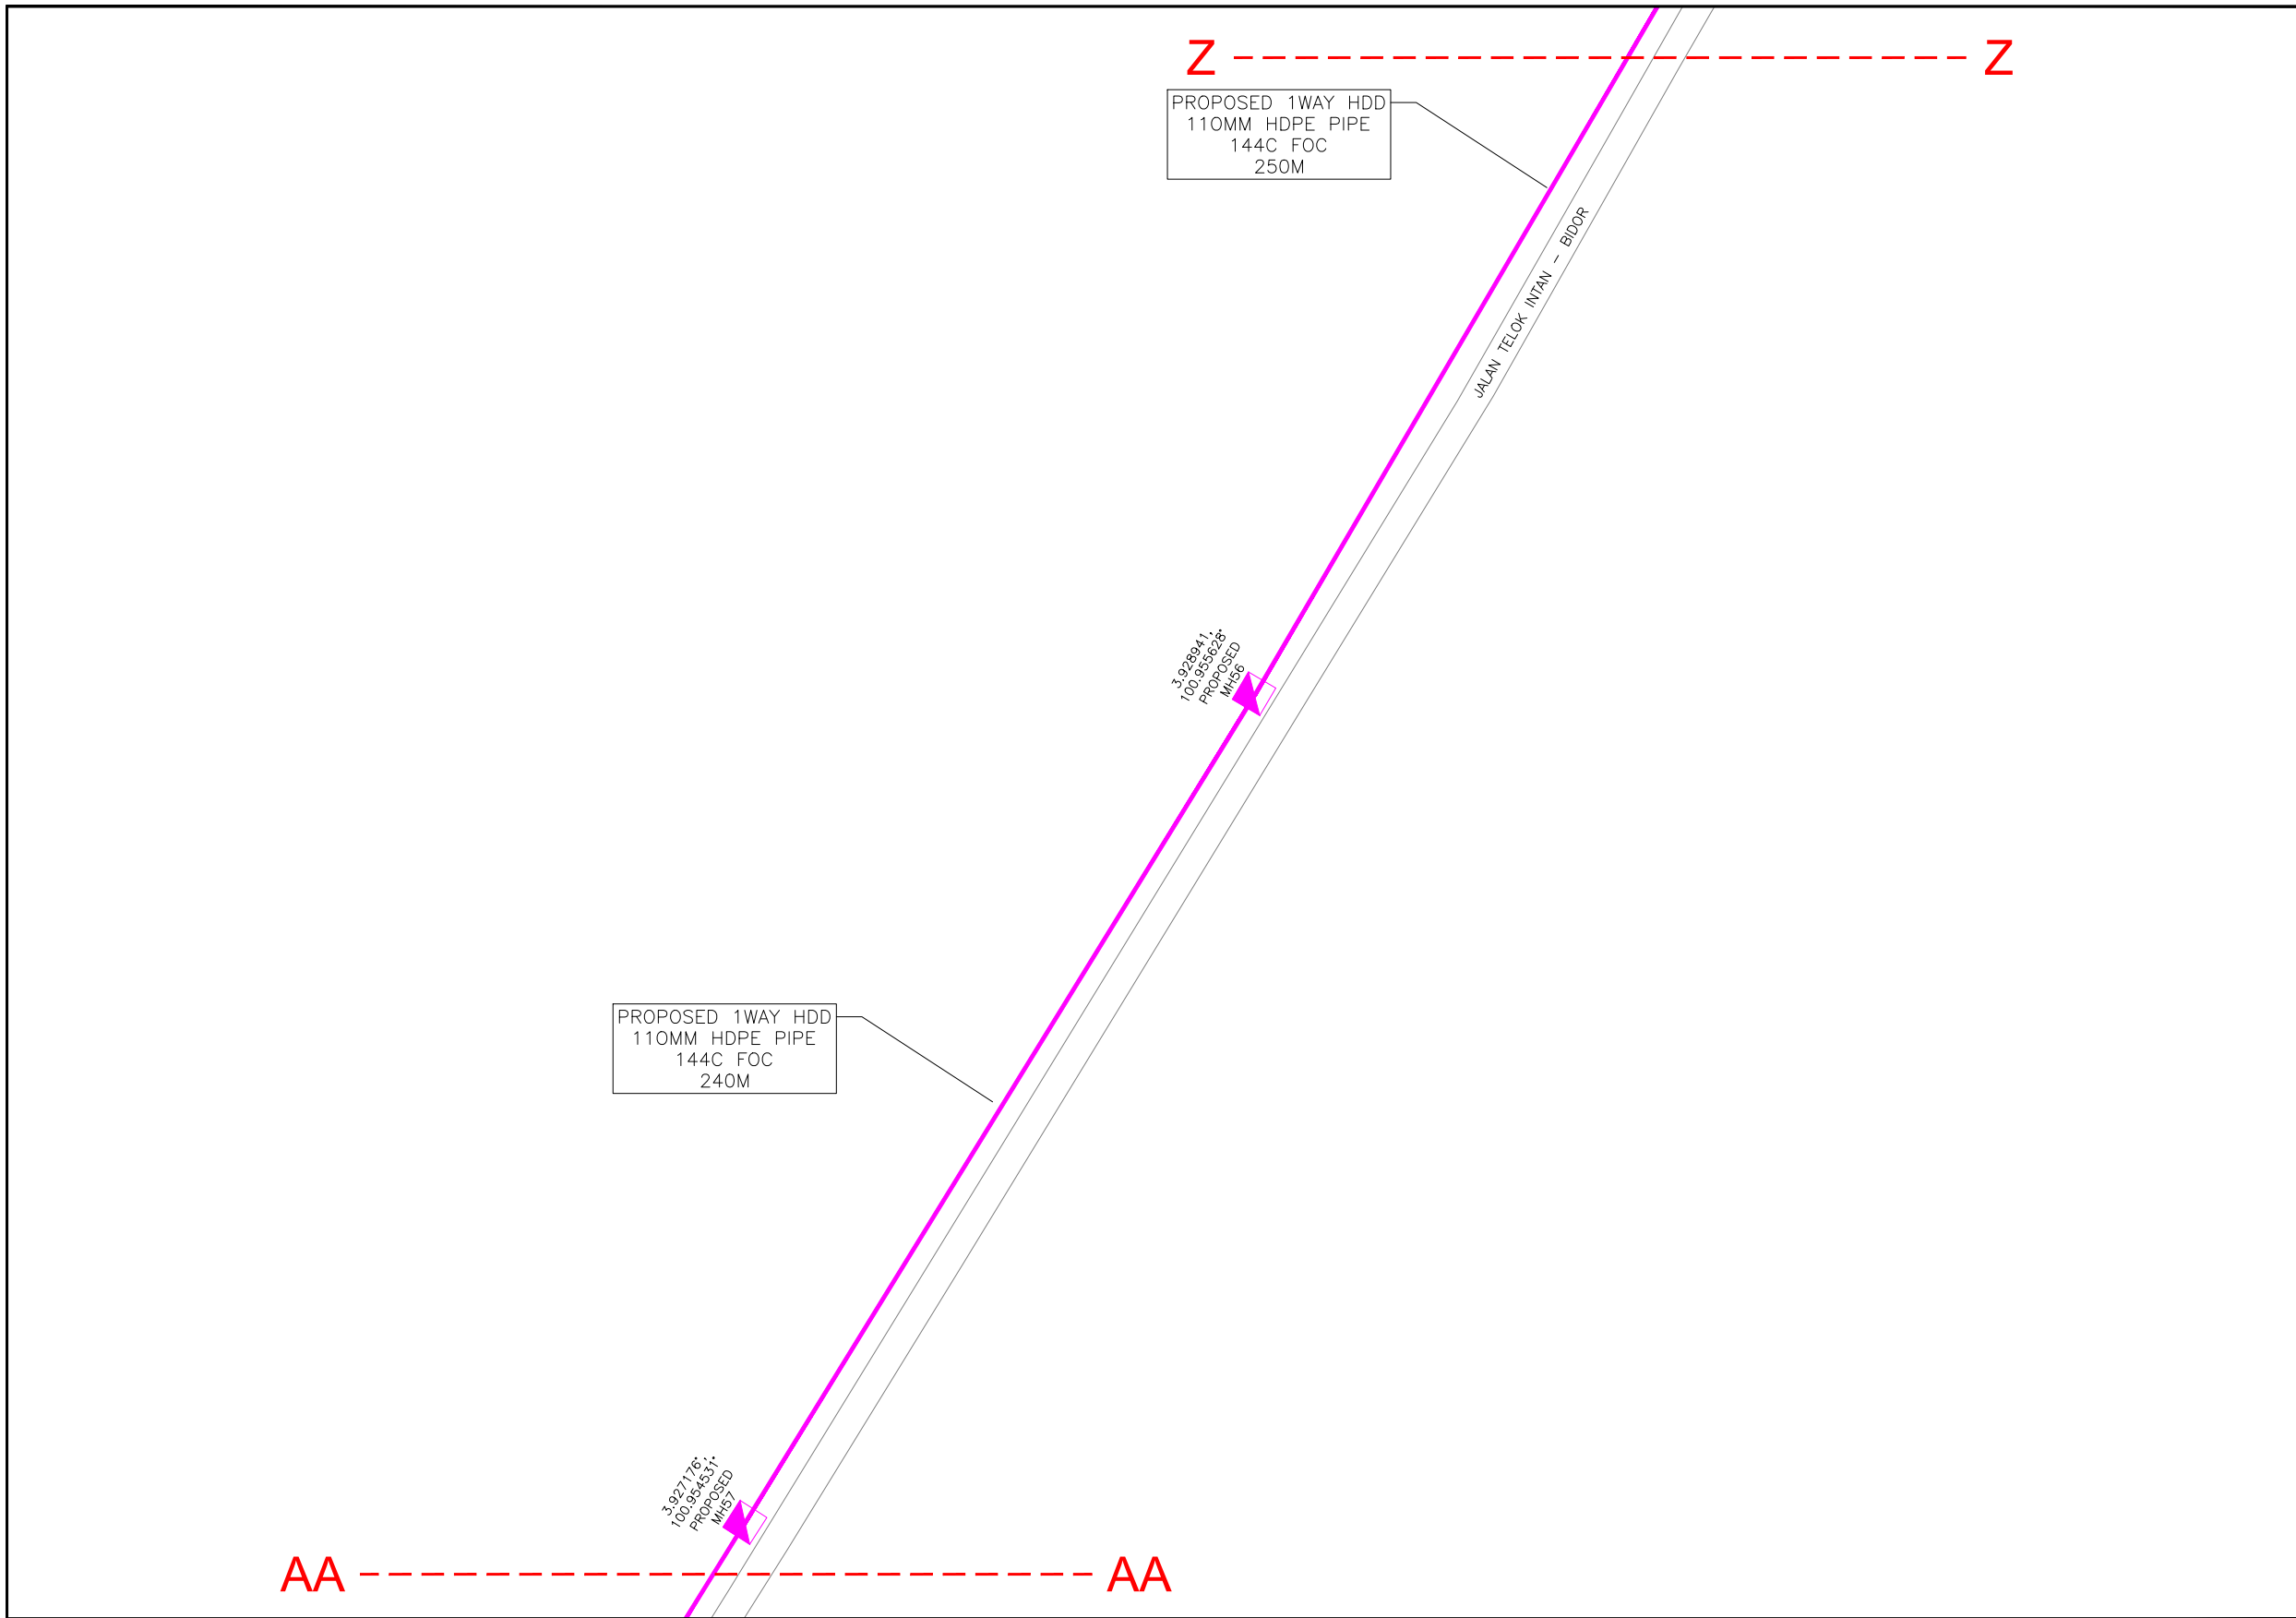 Z Z
PROPOSED 1WAY HDD
110MM HDPE PIPE
144C FOC
250M
JALAN TELOK INTAN - BIDOR
3.928941,
100.955628°
PROPOSED
MH56
PROPOSED 1WAY HDD
110MM HDPE PIPE
144C FOC
240M
3.927176°,
100.954531°
PROPOSED
MH57
AA AA